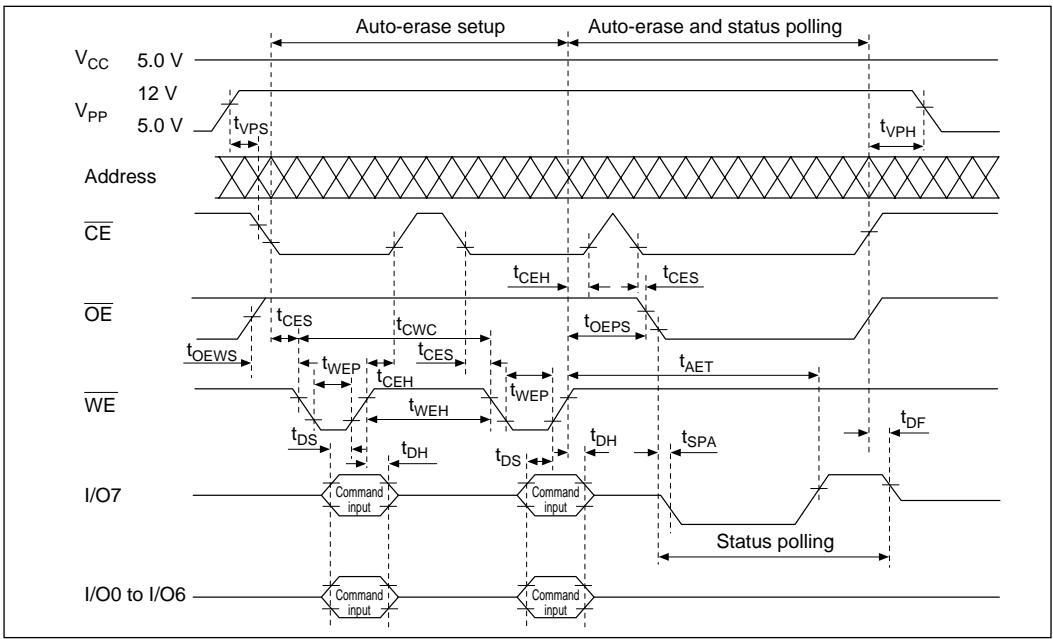 Auto-erase setup Auto-erase and status polling
VCC 5.0 V
VPP 12 V
5.0 V
tVPS tVPH
Address
CE
tCEH tCES
OE
tCES tCWC tOEPS
tOEWS tWEP tCES tAET
tCEH
WE tWEH tWEP
tDF
tDS tDH tDS tDH tSPA
I/O7 Command input Command input
Status polling
I/O0 to I/O6 Command input Command input